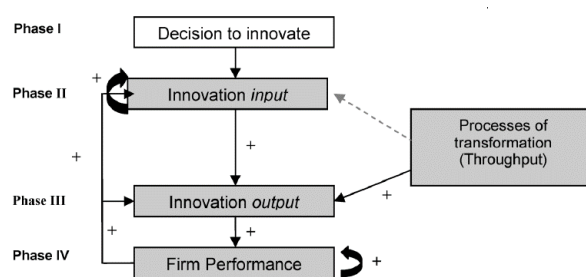 Phase I
Decision to innovate
+
Phase II
Innovation input
Processes of
transformation
(Throughput)
+
+
+
Phase III
Innovation output
+
+
Phase IV
Firm Performance
+